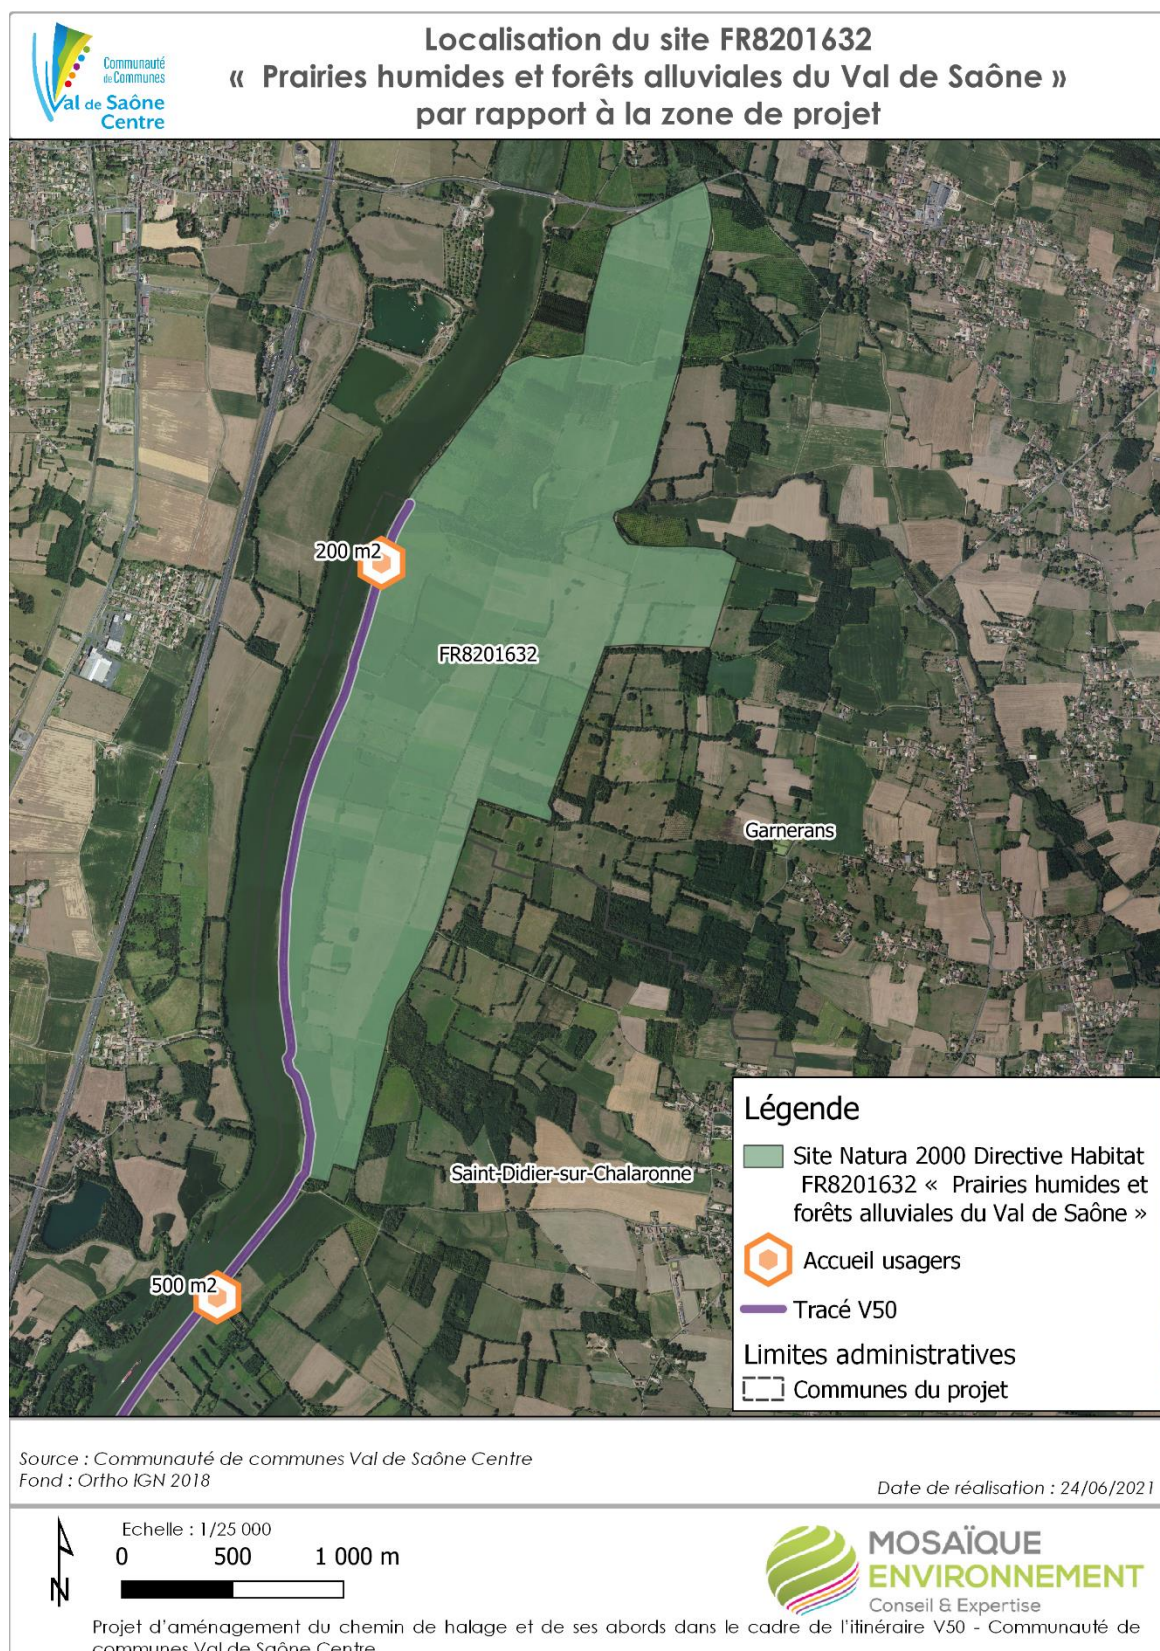 Communauté
de Communes
Val de Saône
Centre
Localisation du site FR8201632
« Prairies humides et forêts alluviales du Val de Saône »
par rapport à la zone de projet
200 m2
FR8201632
Garnerans
Saint-Didier-sur-Chalaronne
500 m2
Légende
Site Natura 2000 Directive Habitat
FR8201632 « Prairies humides et
forêts alluviales du Val de Saône »
Accueil usagers
Tracé V50
Limites administratives
Communes du projet
Source : Communauté de communes Val de Saône Centre
Fond : Ortho IGN 2018
Date de réalisation : 24/06/2021
N
Echelle : 1/25 000
0 500 1 000 m
MOSAÏQUE
ENVIRONNEMENT
Conseil & Expertise
Projet d'aménagement du chemin de halage et de ses abords dans le cadre de l'itinéraire V50 - Communauté de
communes Val de Saône Centre